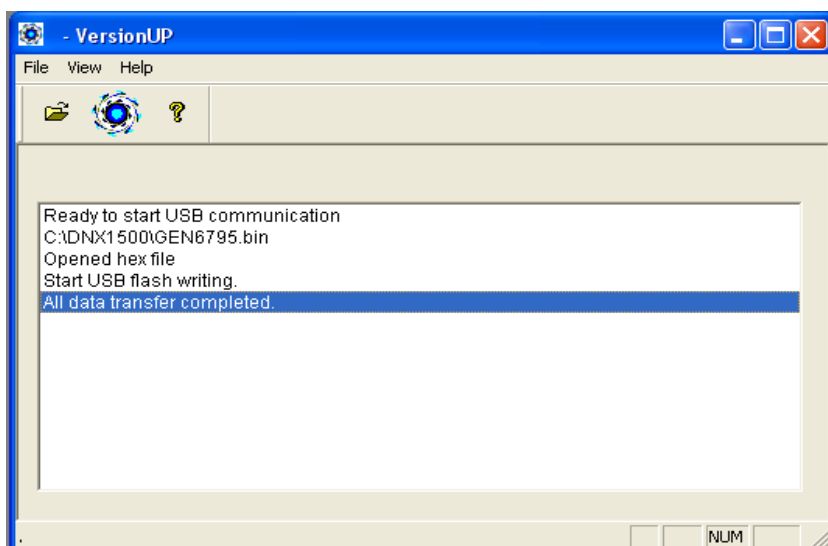 - VersionUP
File View Help
?
Ready to start USB communication
C:\DNX1500\GEN6795.bin
Opened hex file
Start USB flash writing.
All data transfer completed.
. NUM